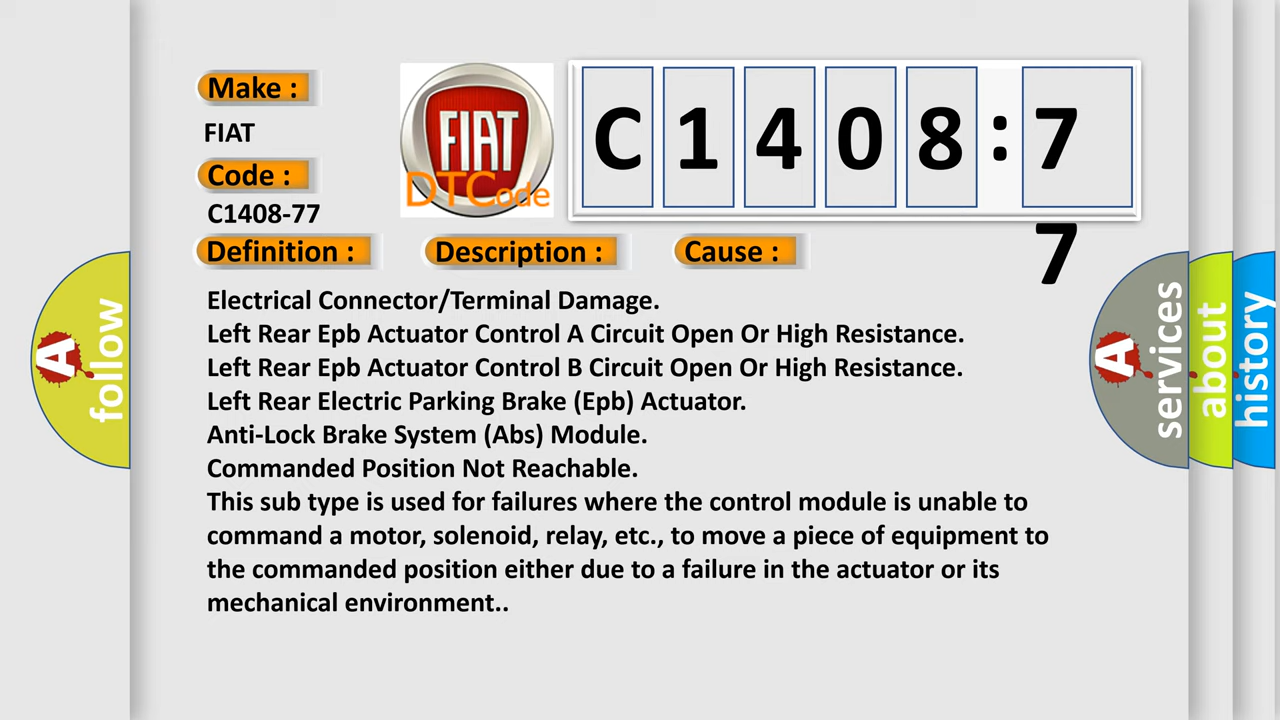 Make :
FIAT
Code :
C1408-77
FIAT
DTCode
C1408:7
7
Definition :
Description :
Cause :
Electrical Connector/Terminal Damage.
Left Rear Epb Actuator Control A Circuit Open Or High Resistance.
Left Rear Epb Actuator Control B Circuit Open Or High Resistance.
Left Rear Electric Parking Brake (Epb) Actuator.
Anti-Lock Brake System (Abs) Module.
Commanded Position Not Reachable.
This sub type is used for failures where the control module is unable to
command a motor, solenoid, relay, etc., to move a piece of equipment to
the commanded position either due to a failure in the actuator or its
mechanical environment..
A
follow
A
services
about
history